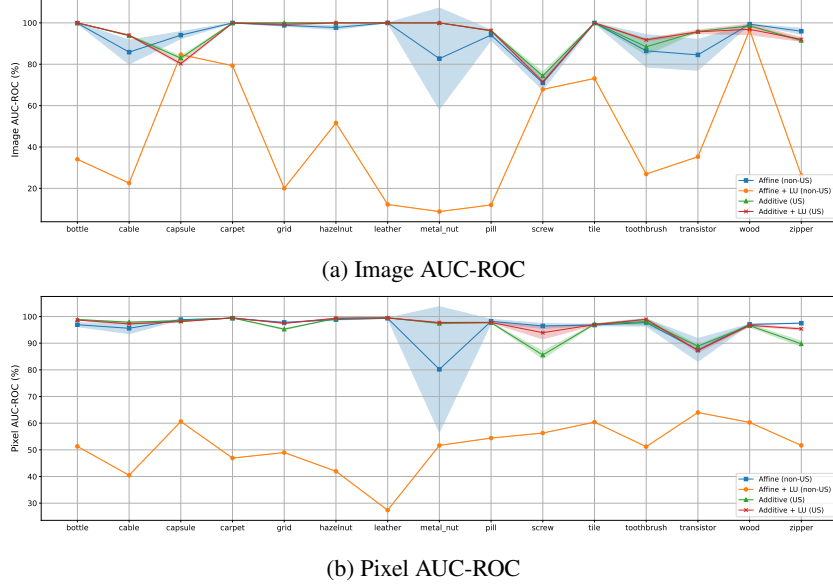 100
80
60
40
20
Image AUC-ROC (%)
Affine (non-US)
Affine + LU (non-US)
Additive (US)
Additive + LU (US)
bottle cable capsule carpet grid hazelnut leather metal_nut pill screw tile toothbrush transistor wood zipper
(a) Image AUC-ROC
100
90
80
70
60
50
40
30
Pixel AUC-ROC (%)
Affine (non-US)
Affine + LU (non-US)
Additive (US)
Additive + LU (US)
bottle cable capsule carpet grid hazelnut leather metal_nut pill screw tile toothbrush transistor wood zipper
(b) Pixel AUC-ROC